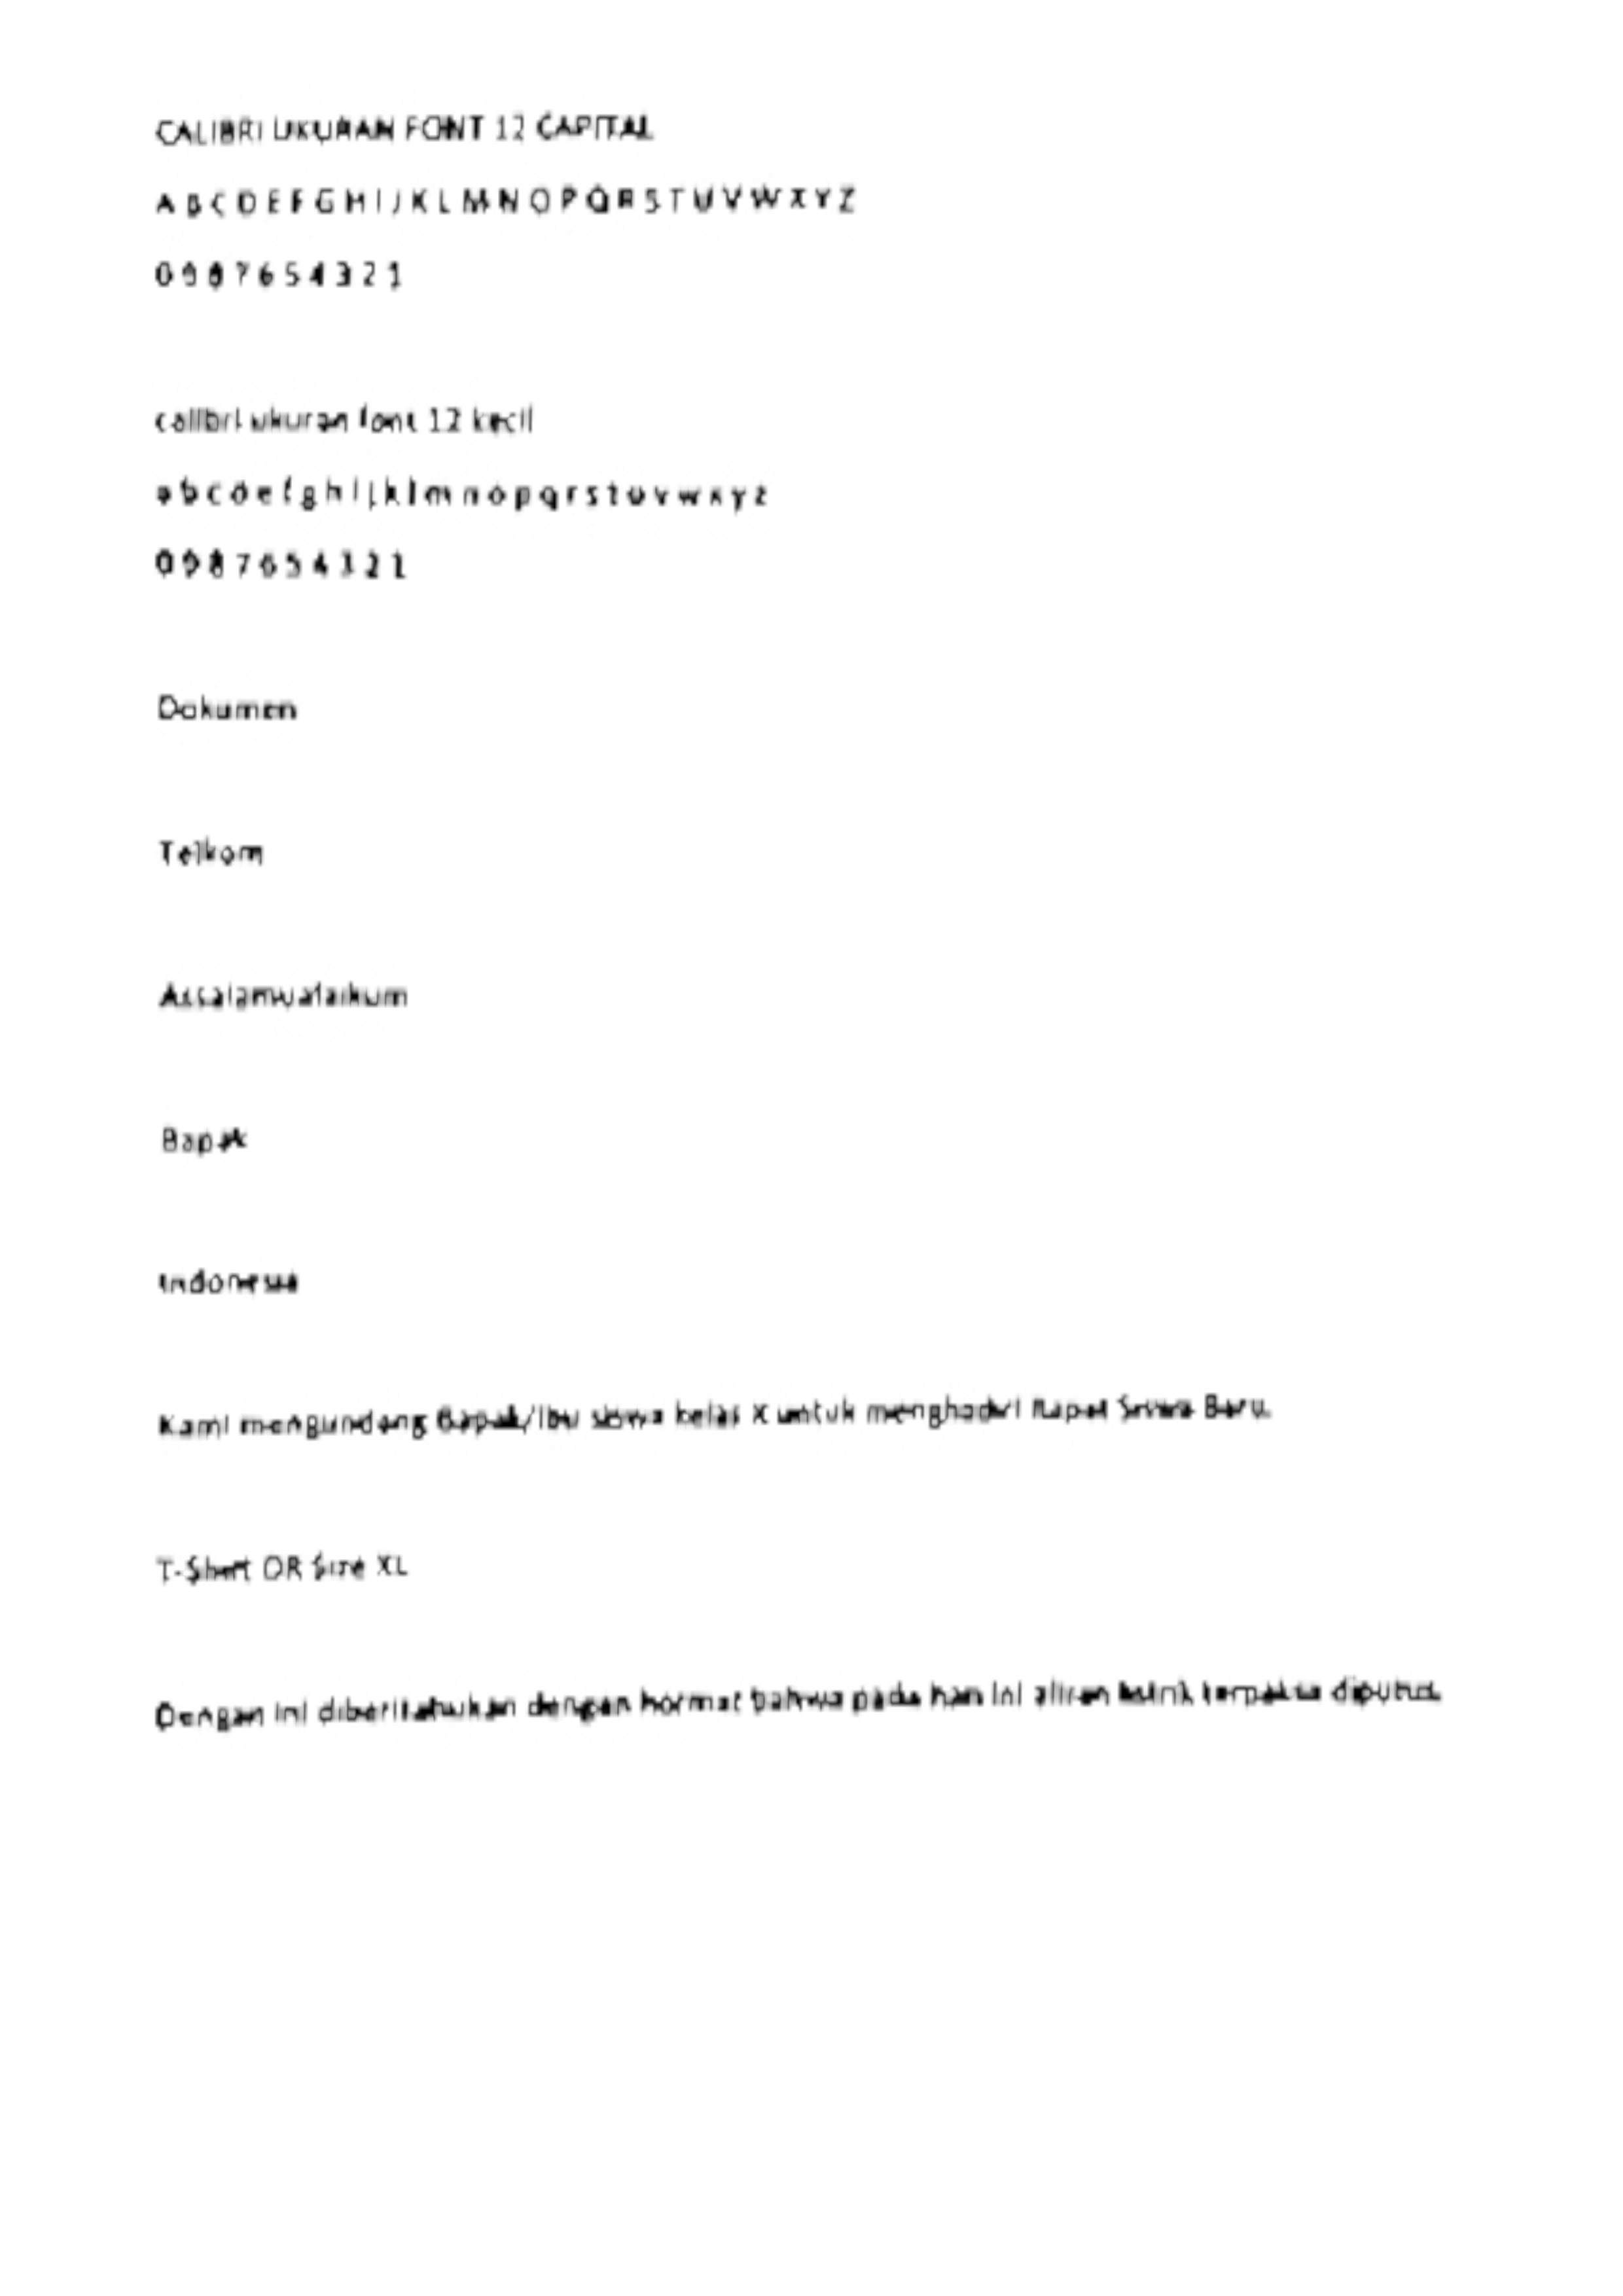 CALIBRI UKURAN FONT 12 CAPITAL
A B C D E F G H I J K L M N O P Q R S T U V W X Y Z
0 9 8 7 6 5 4 3 2 1
calibri ukuran font 12 kecil
a b c d e f g h i j k l m n o p q r s t u v w x y z
0 9 8 7 6 5 4 3 2 1
Dokumen
Telkom
Assalamualaikum
Bapak
Indonesia
Kami mengundang Bapak/Ibu siswa kelas X untuk menghadiri Rapat Siswa Baru.
T-Shirt OR Size XL
Dengan ini diberitahukan dengan hormat bahwa pada hari ini aliran listrik terpaksa diputus.